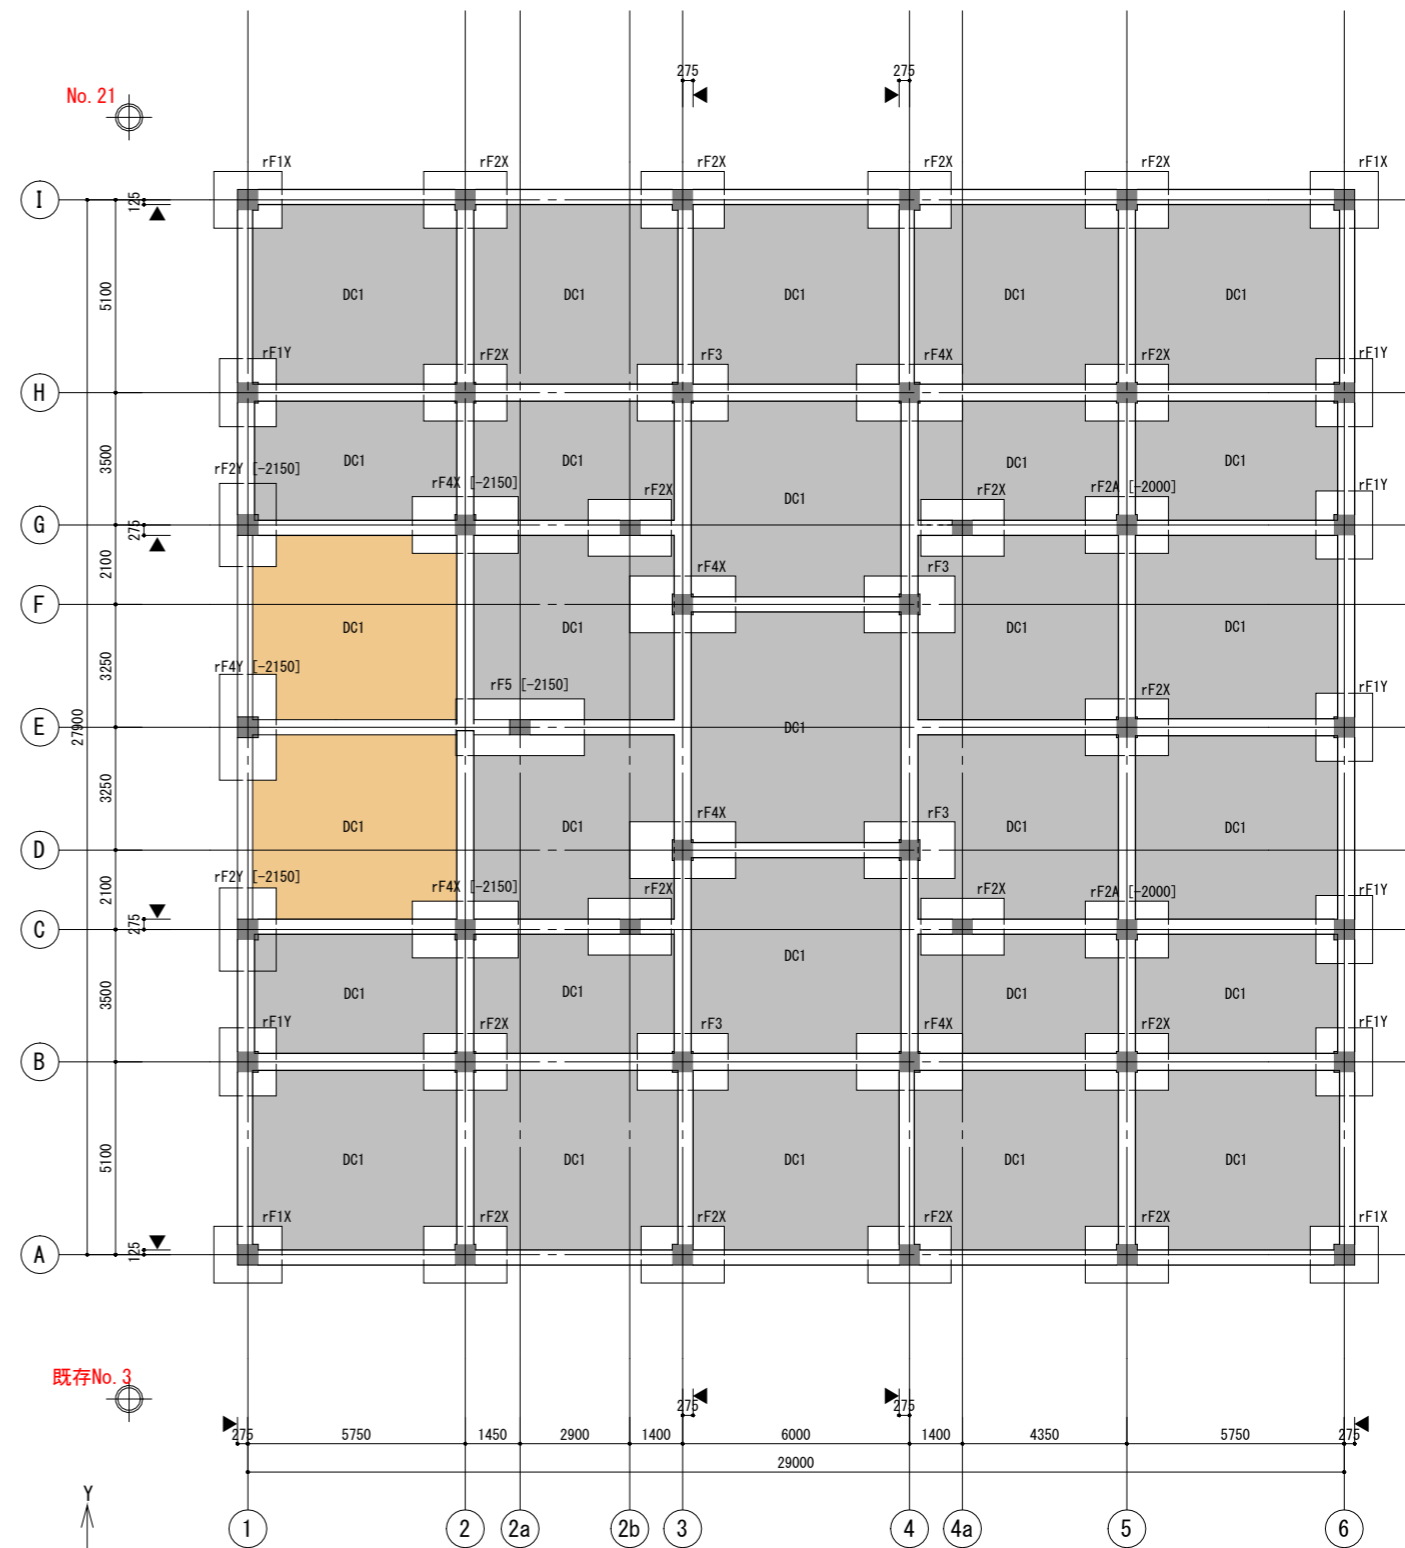 275 275
No. 21
rF1X rF2X rF2X rF2X rF2X rF1X
I
125
5100
DC1 DC1 DC1 DC1 DC1
rF1Y rF2X rF3 rF4X rF2X rF1Y
H
3500
DC1 DC1 DC1 DC1 DC1
rF2Y [-2150] rF4X [-2150] rF2X rF2X rF2A [-2000] rF1Y
G
275
2100
rF4X rF3
F
DC1 DC1 DC1 DC1
3250
rF4Y [-2150] rF5 [-2150] rF2X rF1Y
E
27900
DC1
3250
DC1 DC1 DC1 DC1
rF4X rF3
D
2100
rF2Y [-2150] rF4X [-2150] rF2X rF2X rF2A [-2000] rF1Y
275
C
DC1
3500
DC1 DC1 DC1 DC1
rF1Y rF2X rF3 rF4X rF2X rF1Y
B
5100
DC1 DC1 DC1 DC1 DC1
rF1X rF2X rF2X rF2X rF2X rF1X
125
A
既存No. 3
275 275
275 5750 1450 2900 1400 6000 1400 4350 5750 275
29000
Y
1 2 2a 2b 3 4 4a 5 6